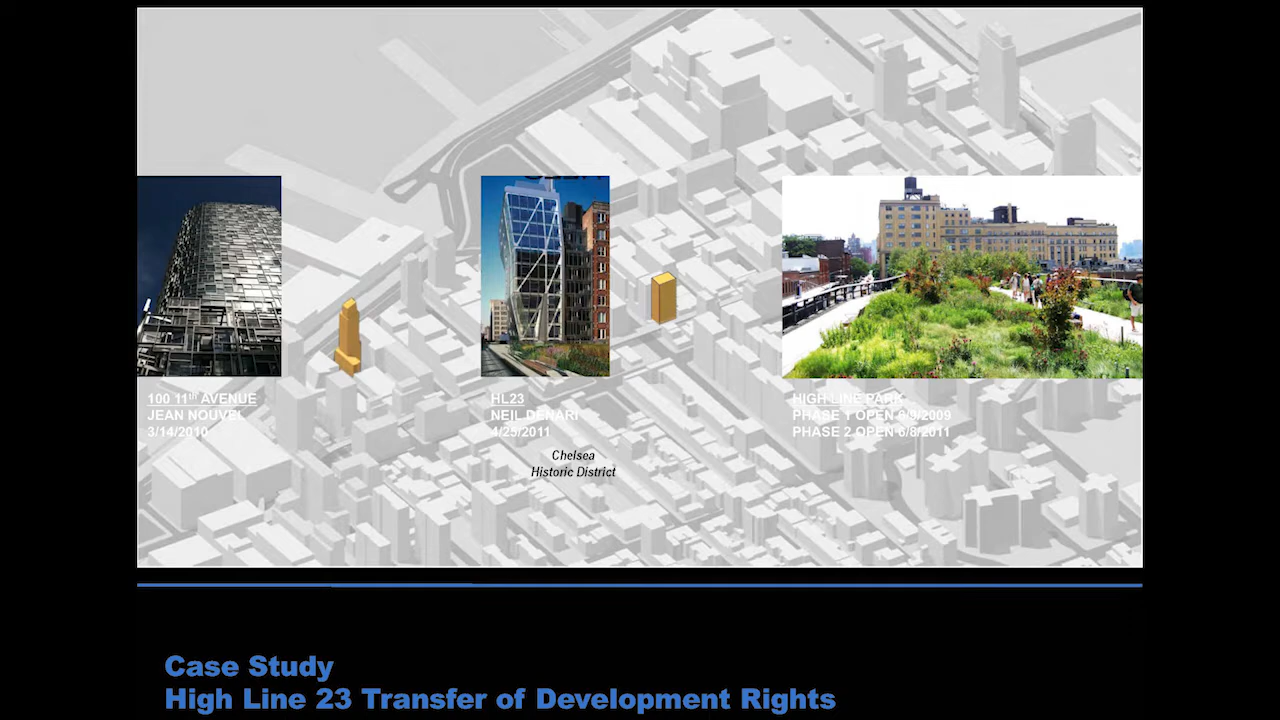 100 11th AVENUE
JEAN NOUVEL
3/14/2010
HL23
NEIL DENARI
4/25/2011
HIGH LINE PARK
PHASE 1 OPEN 6/9/2009
PHASE 2 OPEN 6/8/2011
Chelsea
Historic District
Case Study
High Line 23 Transfer of Development Rights